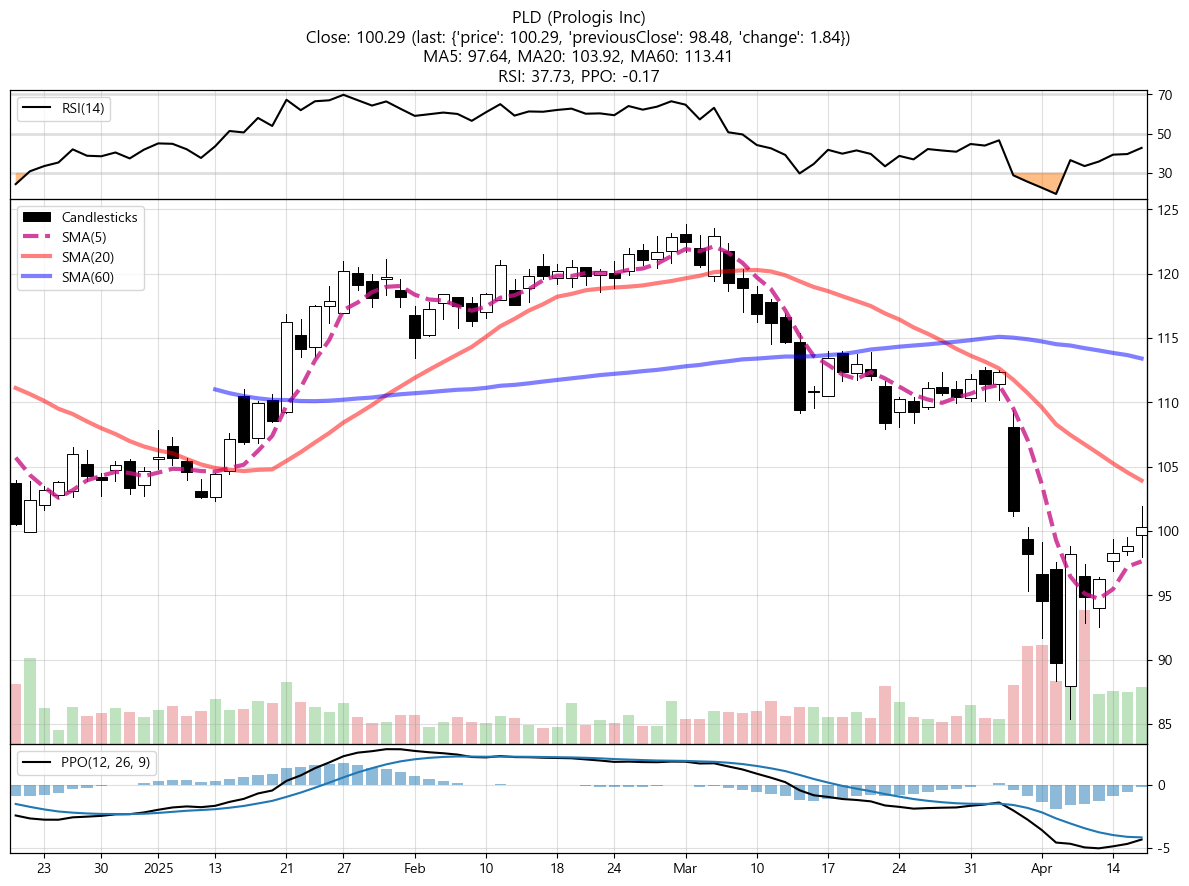 PLD (Prologis Inc)
Close: 100.29 (last: {'price': 100.29, 'previousClose': 98.48, 'change': 1.84})
MA5: 97.64, MA20: 103.92, MA60: 113.41
RSI: 37.73, PPO: -0.17
RSI(14)
70
50
30
Candlesticks
SMA(5)
SMA(20)
SMA(60)
125
120
115
110
105
100
95
90
85
PPO(12, 26, 9)
0
-5
23 30 2025 13 21 27 Feb 10 18 24 Mar 10 17 24 31 Apr 14